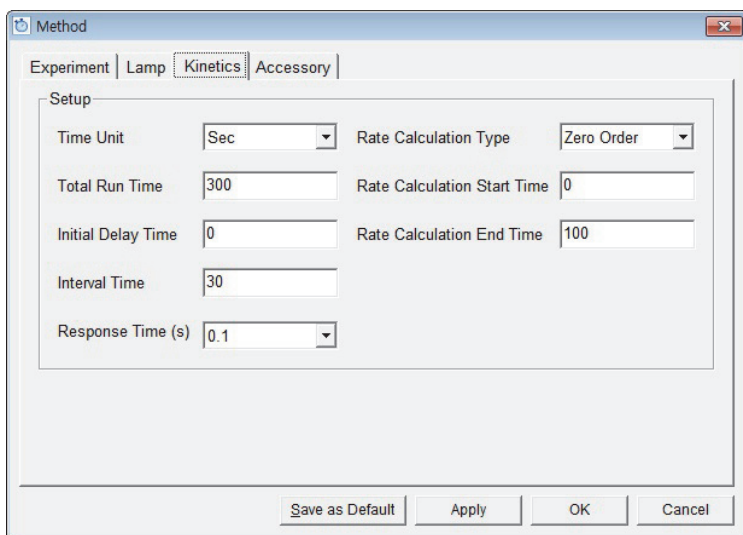 Method
Experiment Lamp Kinetics Accessory
Setup
Time Unit Sec Rate Calculation Type Zero Order
Total Run Time 300 Rate Calculation Start Time 0
Initial Delay Time 0 Rate Calculation End Time 100
Interval Time 30
Response Time (s) 0.1
Save as Default Apply OK Cancel